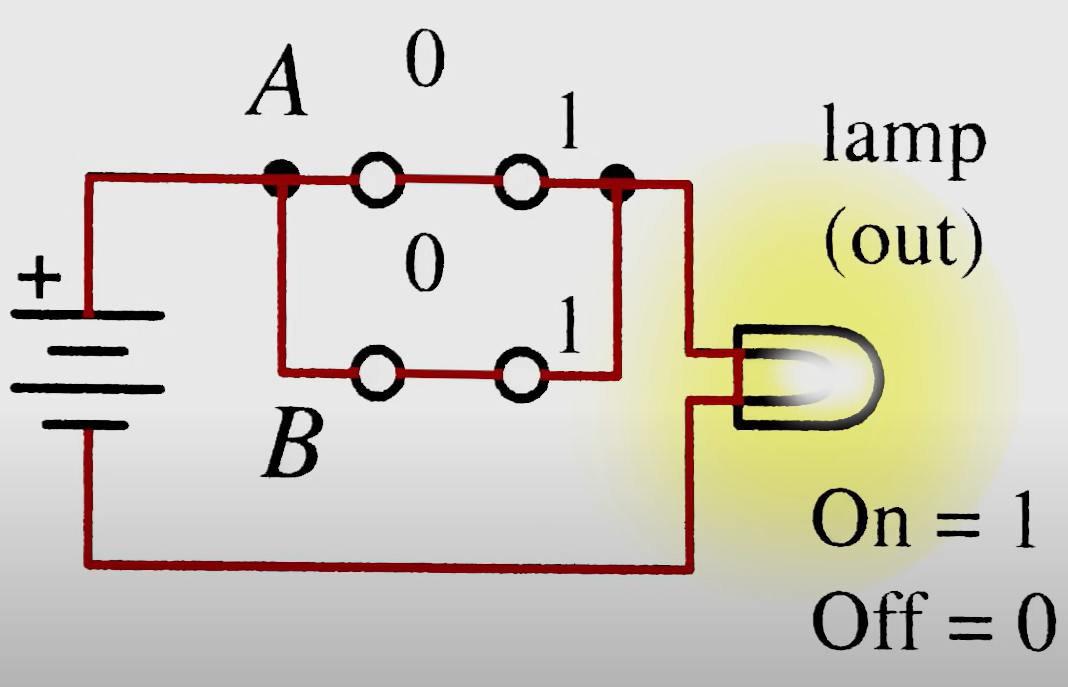 0
A
1
lamp
(out)
0
+
1
B
On = 1
Off = 0